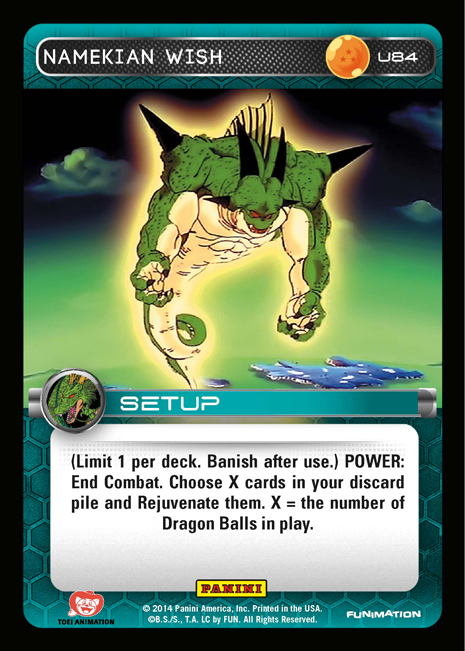 NAMEKIAN WISH
U84
SETUP
(Limit 1 per deck. Banish after use.) POWER:
End Combat. Choose X cards in your discard
pile and Rejuvenate them. X = the number of
Dragon Balls in play.
PANINI
© 2014 Panini America, Inc. Printed in the USA.
©B.S./S., T.A. LC by FUN. All Rights Reserved.
TOEI ANIMATION
FUNIMATION